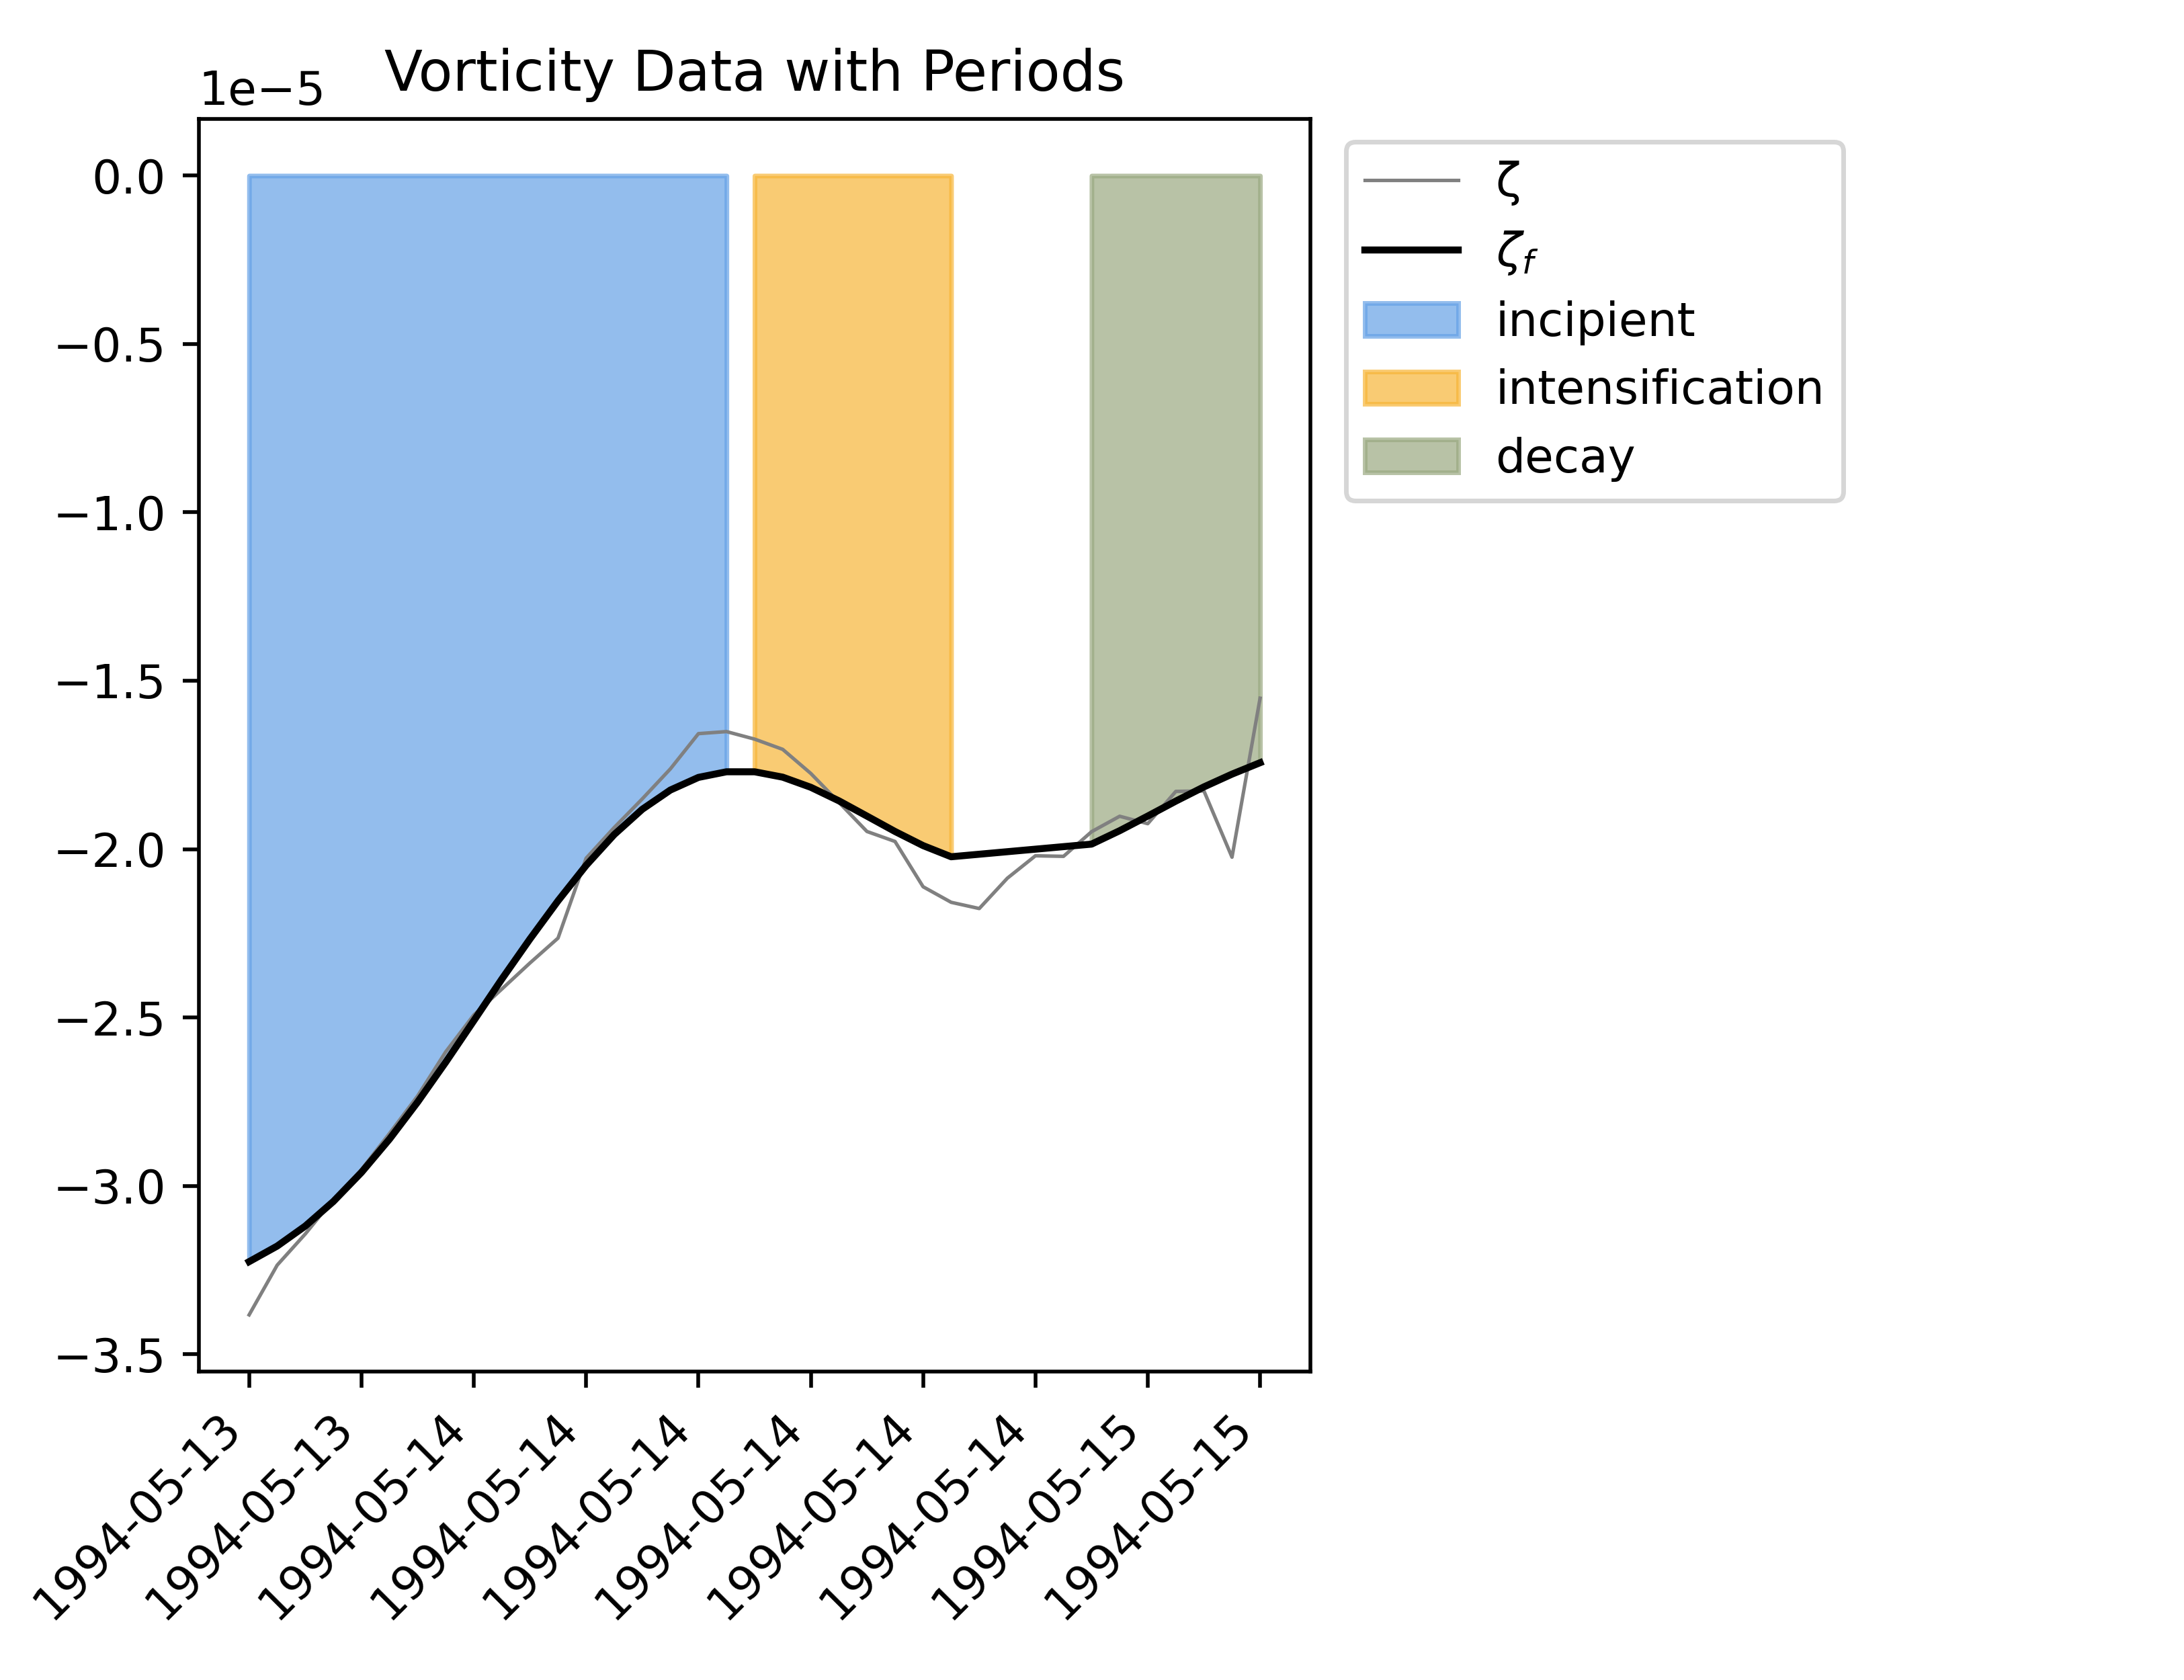 Vorticity Data with Periods
1e−5
0.0
−0.5
−1.0
−1.5
−2.0
−2.5
−3.0
−3.5
1994-05-13
1994-05-13
1994-05-14
1994-05-14
1994-05-14
1994-05-14
1994-05-14
1994-05-14
1994-05-15
1994-05-15
ζ
ζf
incipient
intensification
decay